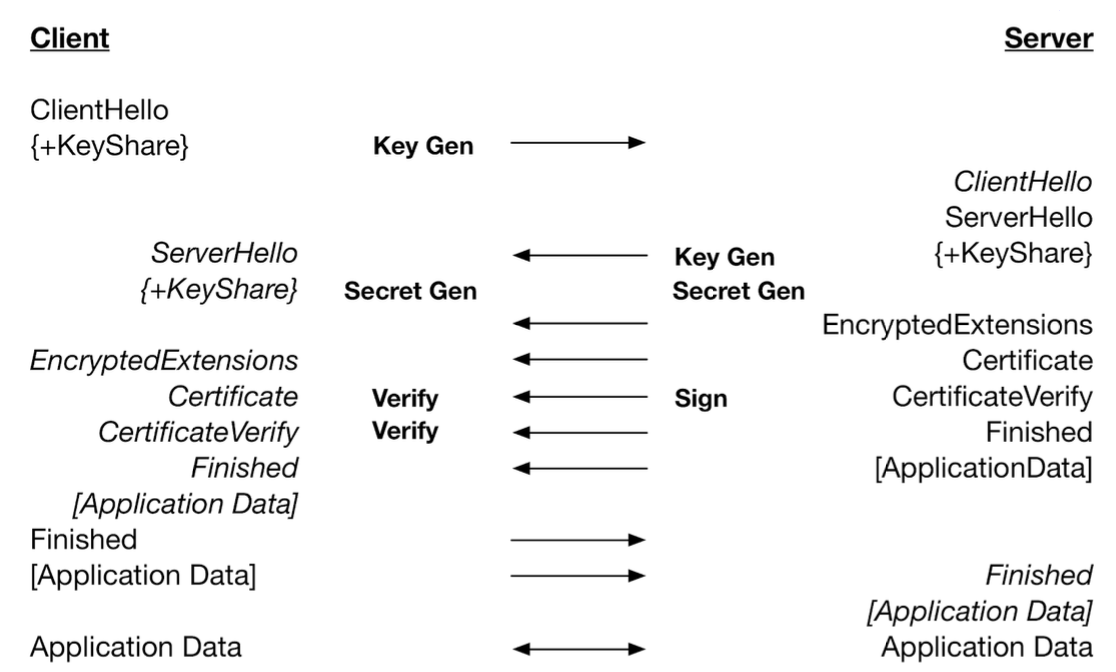 Client Server
ClientHello
{+KeyShare} Key Gen
ClientHello
ServerHello
ServerHello Key Gen {+KeyShare}
{+KeyShare} Secret Gen Secret Gen
EncryptedExtensions
EncryptedExtensions Certificate
Certificate Verify Sign CertificateVerify
CertificateVerify Verify Finished
Finished [ApplicationData]
[Application Data]
Finished
[Application Data] Finished
[Application Data]
Application Data Application Data